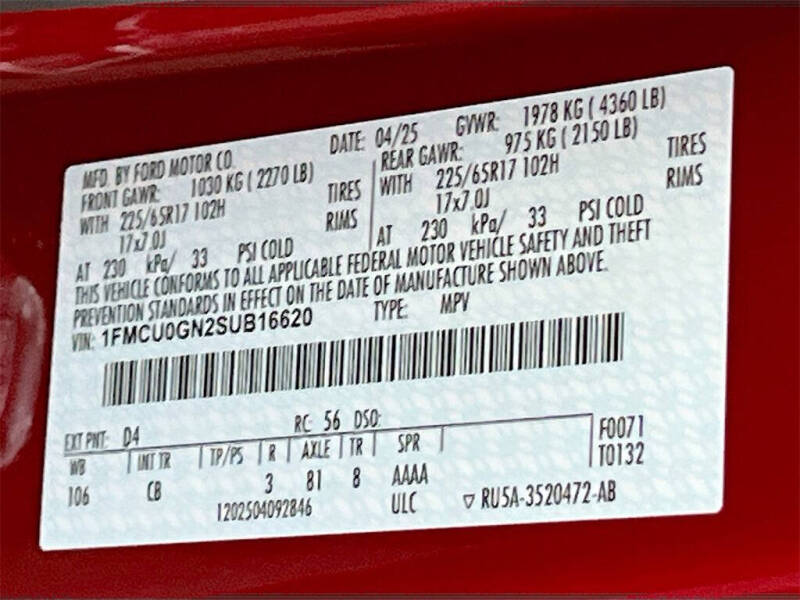 MFD. BY FORD MOTOR CO. DATE: 04/25 GVWR: 1978 KG ( 4360 LB)
FRONT GAWR: 1030 KG ( 2270 LB) REAR GAWR: 975 KG ( 2150 LB)
WITH 225/65R17 102H TIRES WITH 225/65R17 102H TIRES
17x7.0J RIMS 17x7.0J RIMS
AT 230 kPa/ 33 PSI COLD AT 230 kPa/ 33 PSI COLD
THIS VEHICLE CONFORMS TO ALL APPLICABLE FEDERAL MOTOR VEHICLE SAFETY AND THEFT
PREVENTION STANDARDS IN EFFECT ON THE DATE OF MANUFACTURE SHOWN ABOVE.
VIN: 1FMCU0GN2SUB16620 TYPE: MPV
EXT PNT: D4 RC: 56 DSO: F0071
WB INT TR TP/PS R AXLE TR SPR T0132
106 CB 3 81 8 AAAA
1202504092846 ULC ▽ RU5A-3520472-AB